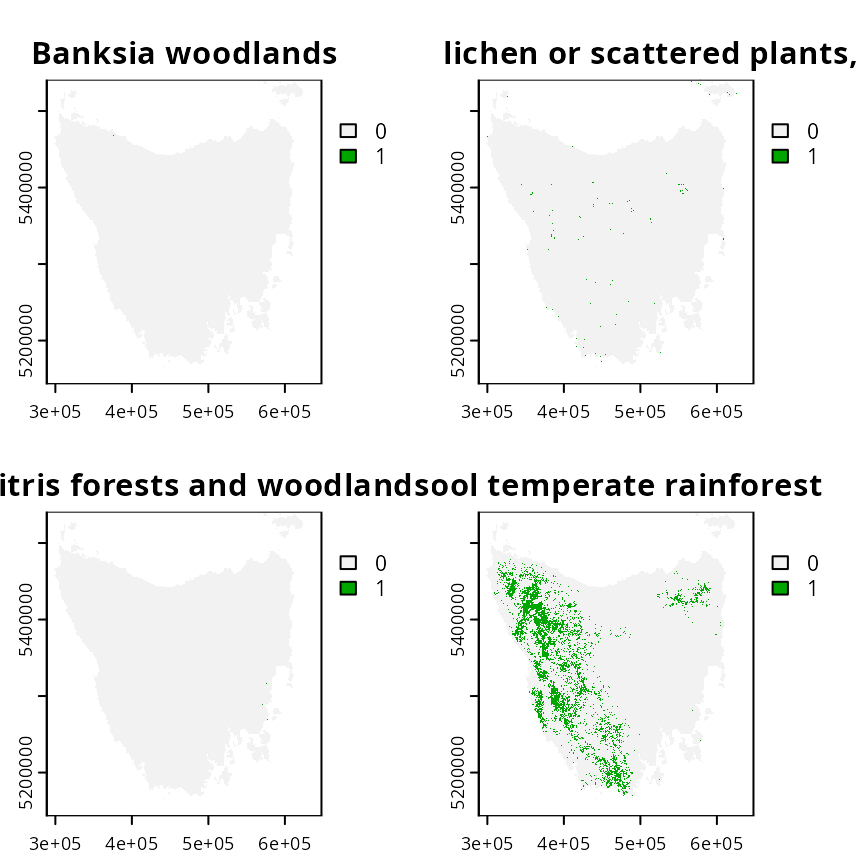 Banksia woodlands
lichen or scattered plants,
0
1
0
1
5400000
5200000
5400000
5200000
3e+05 4e+05 5e+05 6e+05
3e+05 4e+05 5e+05 6e+05
itris forests and woodlandsool temperate rainforest
0
1
0
1
5400000
5200000
5400000
5200000
3e+05 4e+05 5e+05 6e+05
3e+05 4e+05 5e+05 6e+05